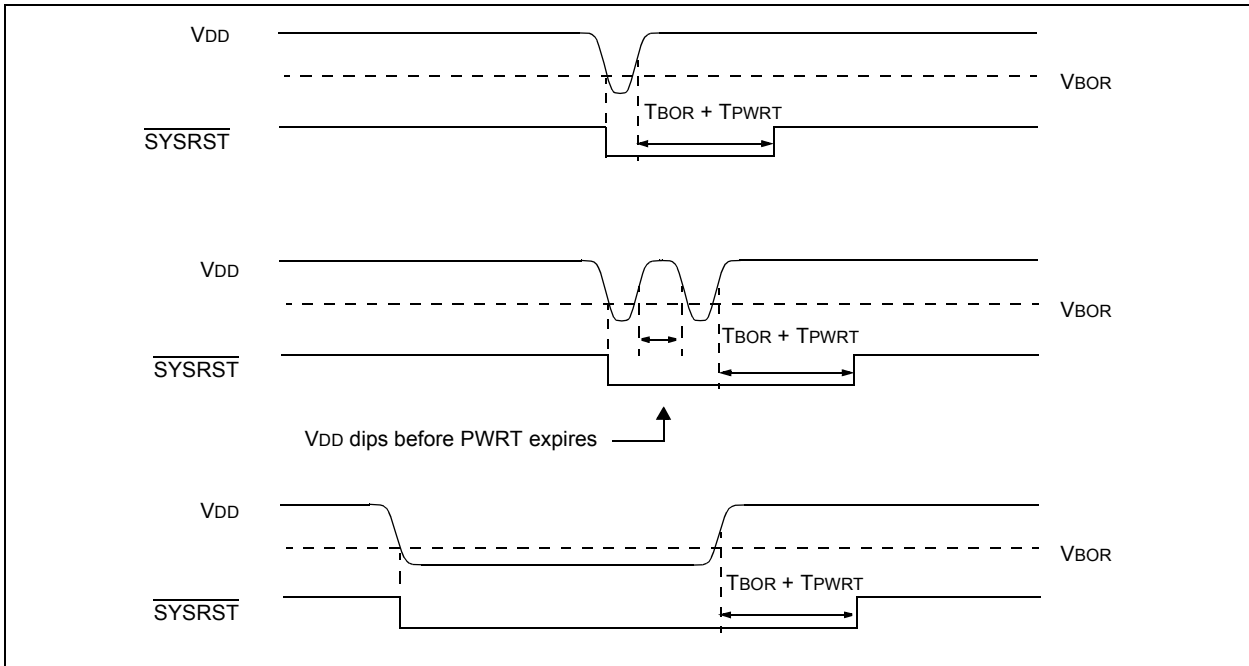 VDD
VBOR
TBOR + TPWRT
SYSRST
VDD
VBOR
TBOR + TPWRT
SYSRST
VDD dips before PWRT expires
VDD
VBOR
TBOR + TPWRT
SYSRST